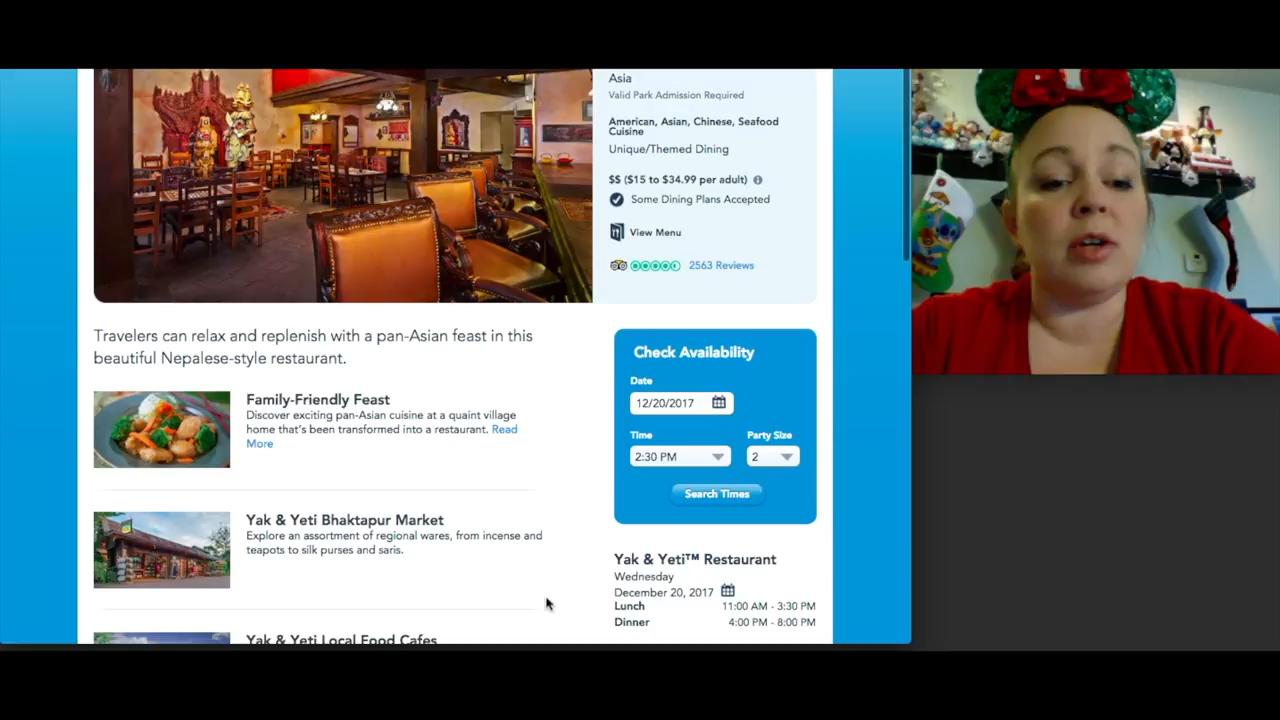 Asia
Valid Park Admission Required
American, Asian, Chinese, Seafood
Cuisine
Unique/Themed Dining
$$ ($15 to $34.99 per adult)
Some Dining Plans Accepted
View Menu
2563 Reviews
Travelers can relax and replenish with a pan-Asian feast in this
beautiful Nepalese-style restaurant.
Family-Friendly Feast
Discover exciting pan-Asian cuisine at a quaint village
home that's been transformed into a restaurant. Read
More
Yak & Yeti Bhaktapur Market
Explore an assortment of regional wares, from incense and
teapots to silk purses and saris.
Yak & Yeti Local Food Cafes
Check Availability
Date
12/20/2017
Time
Party Size
2:30 PM
2
Search Times
Yak & Yeti™ Restaurant
Wednesday
December 20, 2017
Lunch 11:00 AM - 3:30 PM
Dinner 4:00 PM - 8:00 PM